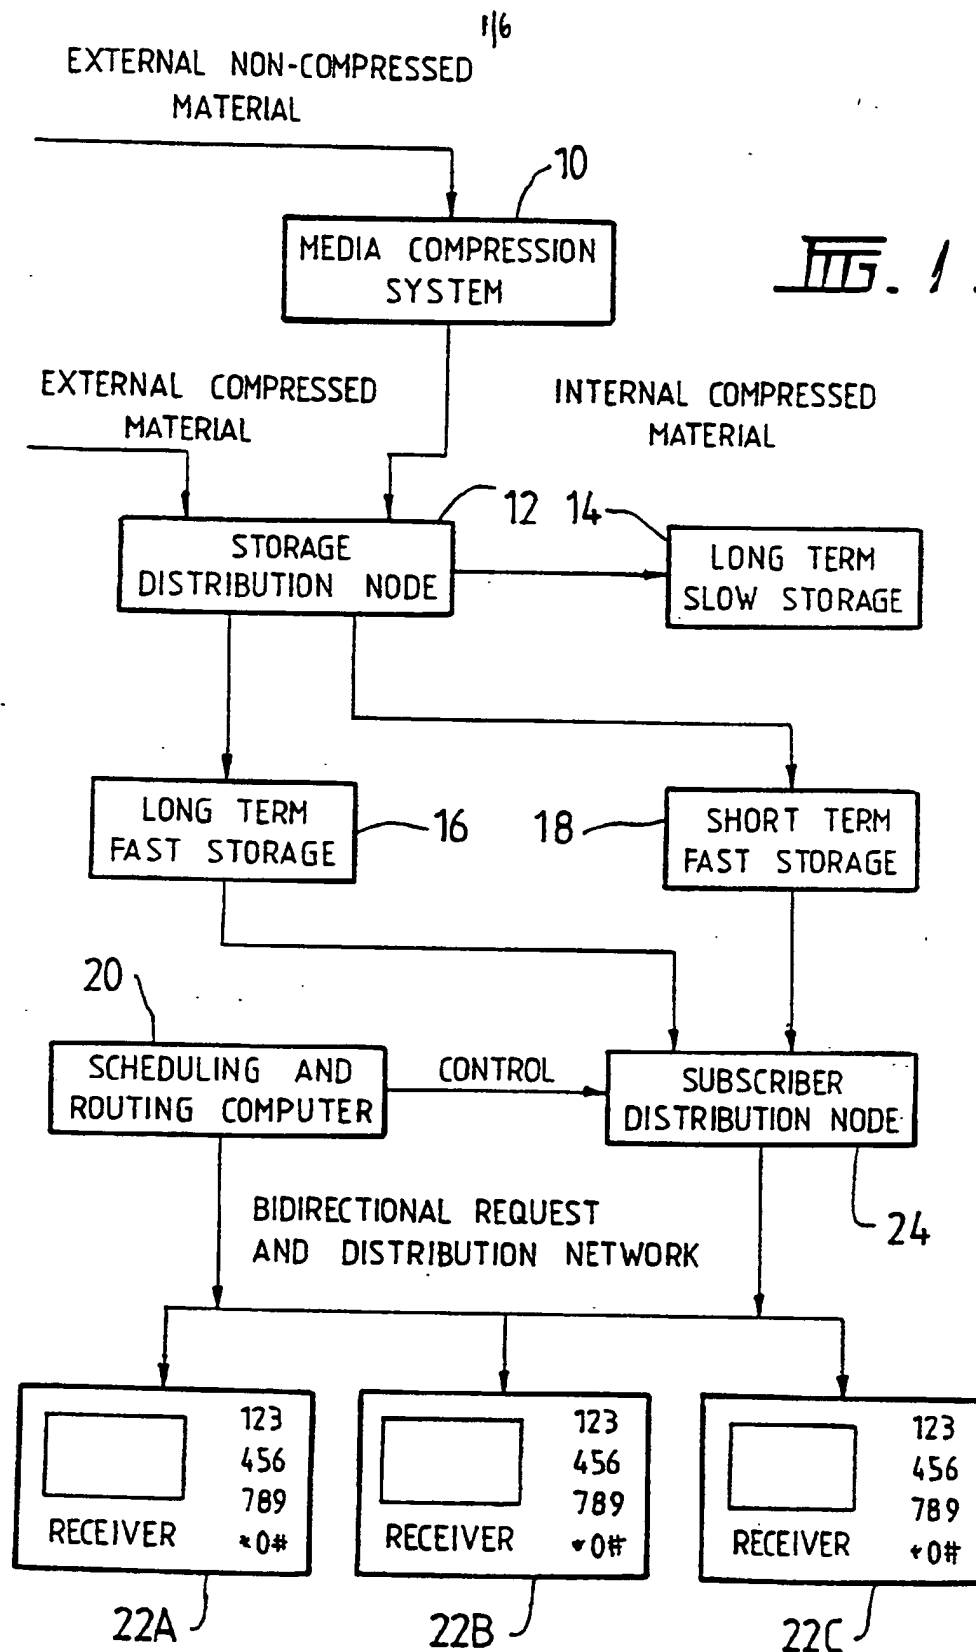 1/6
EXTERNAL NON-COMPRESSED
MATERIAL
10
MEDIA COMPRESSION
SYSTEM
FIG. 1.
EXTERNAL COMPRESSED
MATERIAL
INTERNAL COMPRESSED
MATERIAL
12
14
STORAGE
DISTRIBUTION NODE
LONG TERM
SLOW STORAGE
LONG TERM
FAST STORAGE
16
18
SHORT TERM
FAST STORAGE
20
SCHEDULING AND
ROUTING COMPUTER
CONTROL
SUBSCRIBER
DISTRIBUTION NODE
24
BIDIRECTIONAL REQUEST
AND DISTRIBUTION NETWORK
123
456
789
*0#
RECEIVER
22A
123
456
789
*0#
RECEIVER
22B
123
456
789
*0#
RECEIVER
22C